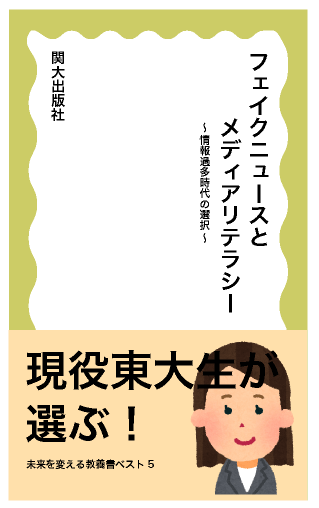 フェイクニュースと
メディアリテラシー
〜情報過多時代の選択〜
関大出版社
現役東大生が
選ぶ！
未来を変える教養書ベスト5